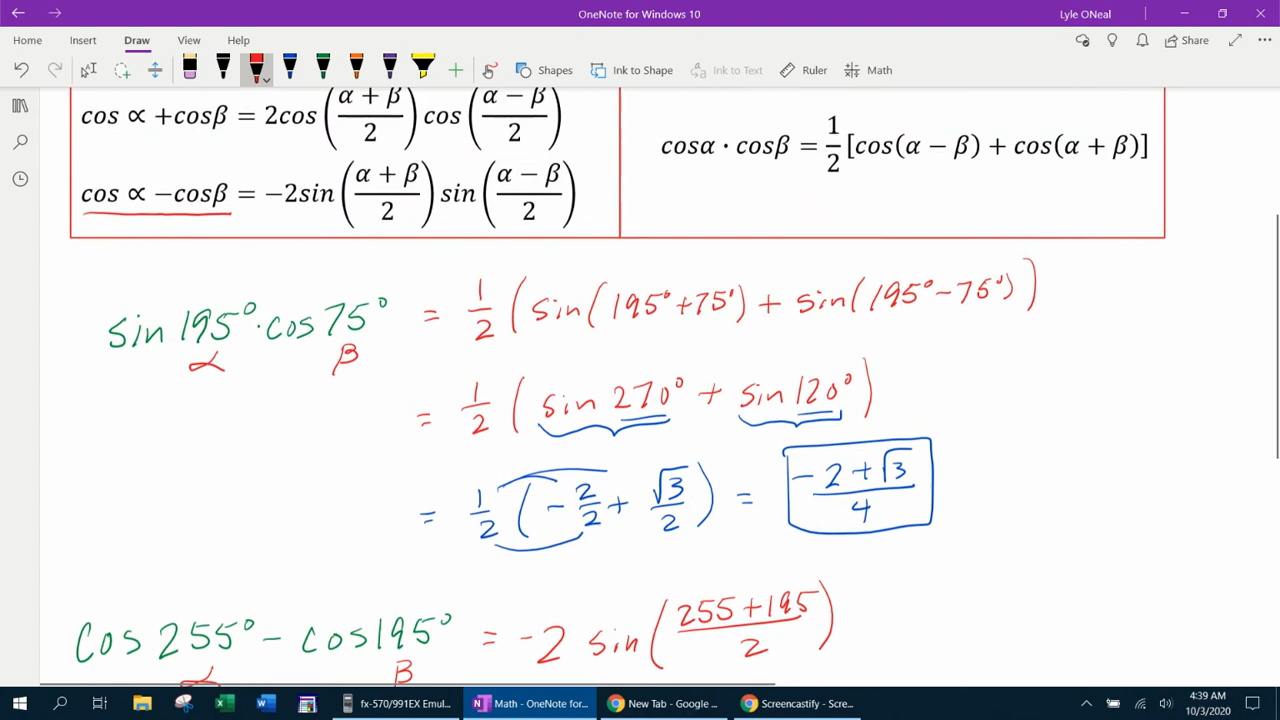 OneNote for Windows 10
Lyle ONeal
Home Insert Draw View Help
Share
Shapes Ink to Shape Ink to Text Ruler Math
cos ∝ +cosβ = 2cos((α + β)/2) cos((α − β)/2)
cosα · cosβ = 1/2 [cos(α − β) + cos(α + β)]
cos ∝ −cosβ = −2sin((α + β)/2) sin((α − β)/2)
sin 195° · cos 75° = 1/2 (sin(195° + 75°) + sin(195° − 75°))
α β
= 1/2 (sin 270° + sin 120°)
= 1/2 (− 2/2 + √3/2) = (−2 + √3)/4
Cos 255° − cos 195° = −2 sin((255 + 195)/2)
α β
fx-570/991EX Emul...
Math - OneNote for...
New Tab - Google ...
Screencastify - Scre...
4:39 AM
10/3/2020